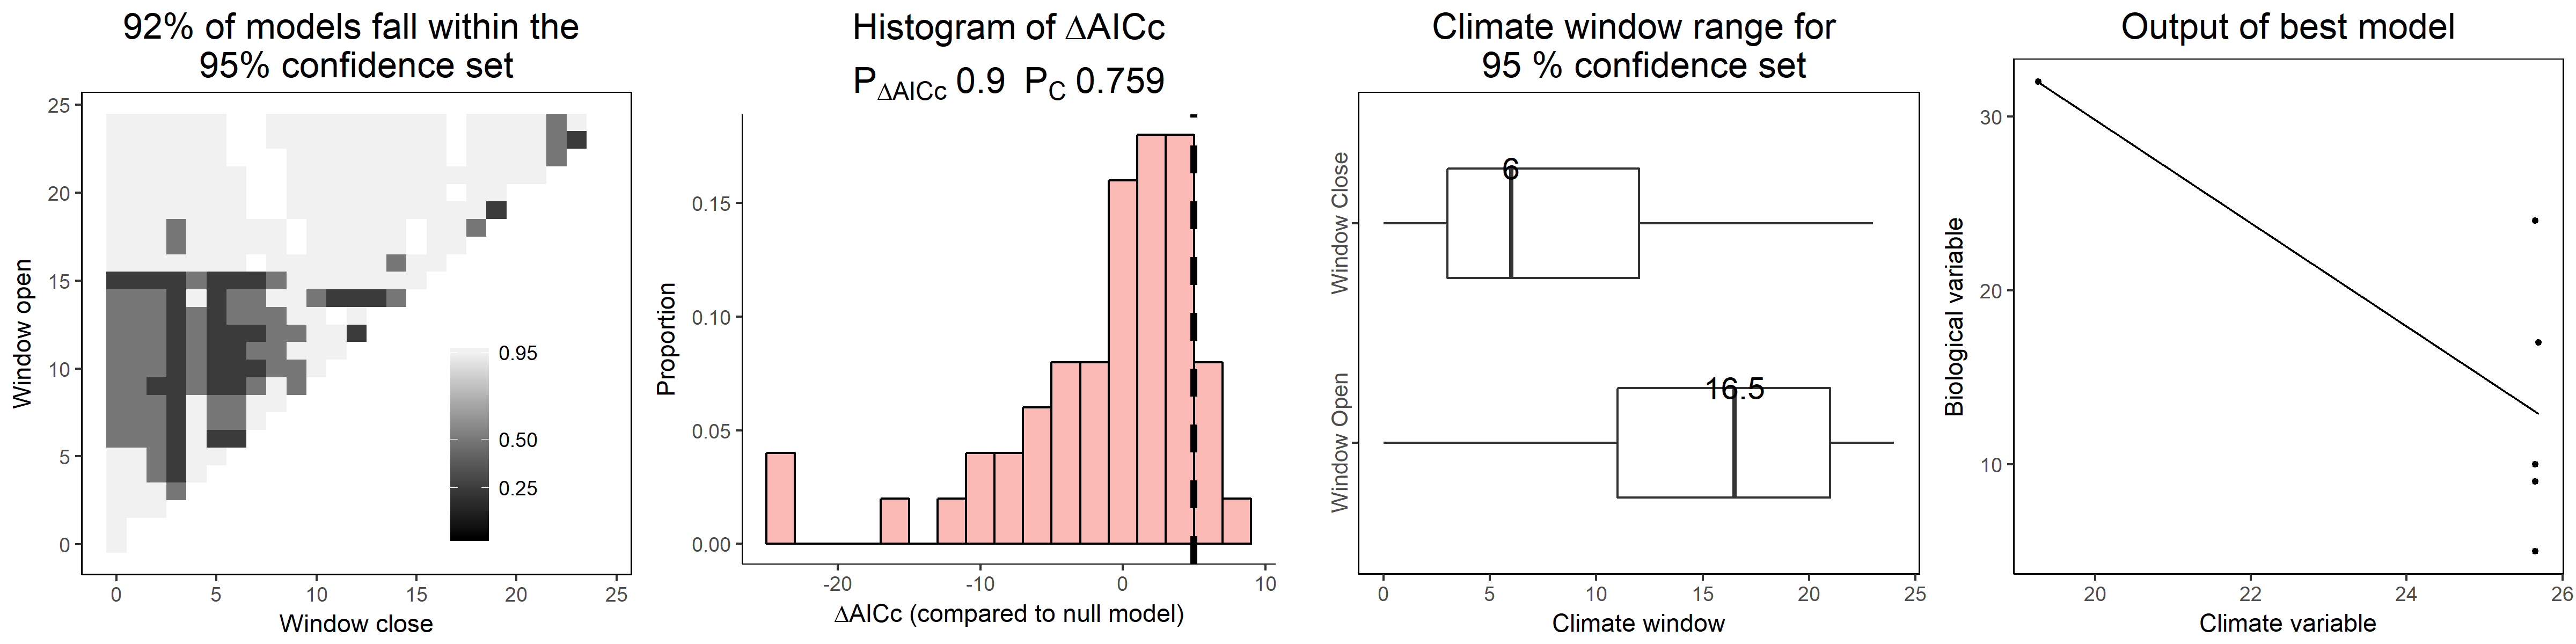 92% of models fall within the
95% confidence set
25
20
15
10
5
0
Window open
0.95
0.50
0.25
0 5 10 15 20 25
Window close
Histogram of ΔAICc
PΔAICc 0.9 PC 0.759
0.15
0.10
0.05
0.00
Proportion
-20 -10 0 10
ΔAICc (compared to null model)
Climate window range for
95 % confidence set
Window Close
6
Window Open
16.5
0 5 10 15 20 25
Climate window
Output of best model
30
20
10
Biological variable
20 22 24 26
Climate variable